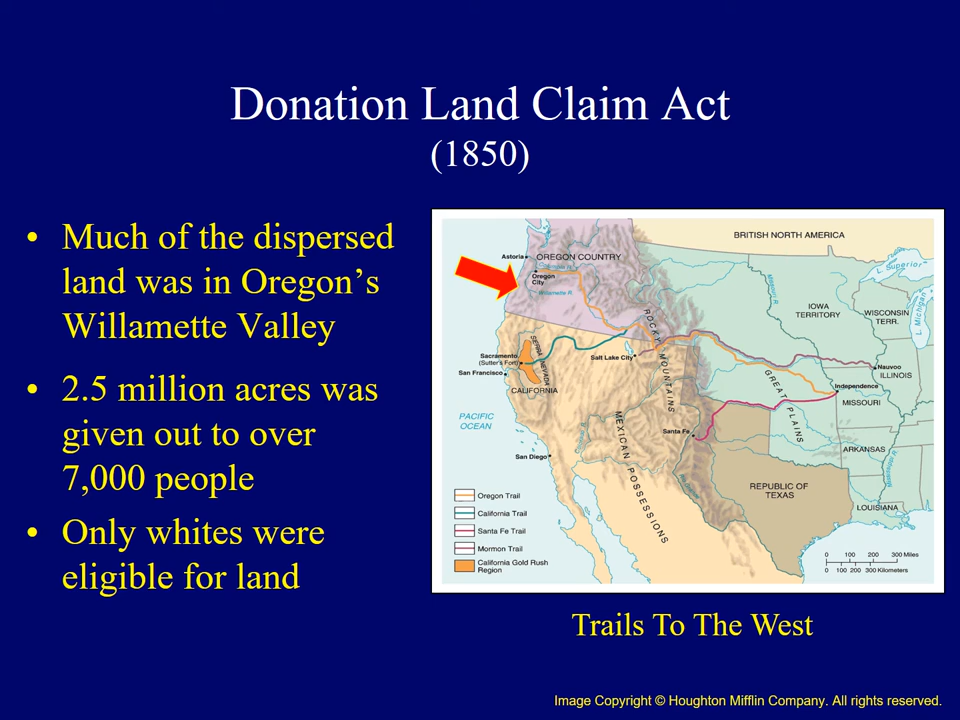 Donation Land Claim Act
(1850)
• Much of the dispersed
land was in Oregon's
Willamette Valley
• 2.5 million acres was
given out to over
7,000 people
• Only whites were
eligible for land
BRITISH NORTH AMERICA
Astoria
OREGON COUNTRY
Oregon
City
Willamette R.
L. Superior
L. Michigan
Missouri R.
IOWA
TERRITORY
WISCONSIN
TERR.
ROCKY MOUNTAINS
Sacramento
(Sutter's Fort)
SIERRA NEVADA
San Francisco
CALIFORNIA
Salt Lake City
GREAT PLAINS
Nauvoo
ILLINOIS
Independence
MISSOURI
PACIFIC
OCEAN
MEXICAN POSSESSIONS
Santa Fe
San Diego
ARKANSAS
Mississippi R.
REPUBLIC OF
TEXAS
LOUISIANA
Oregon Trail
California Trail
Santa Fe Trail
Mormon Trail
California Gold Rush
Region
0 100 200 300 Miles
0 100 200 300 Kilometers
Trails To The West
Image Copyright © Houghton Mifflin Company. All rights reserved.